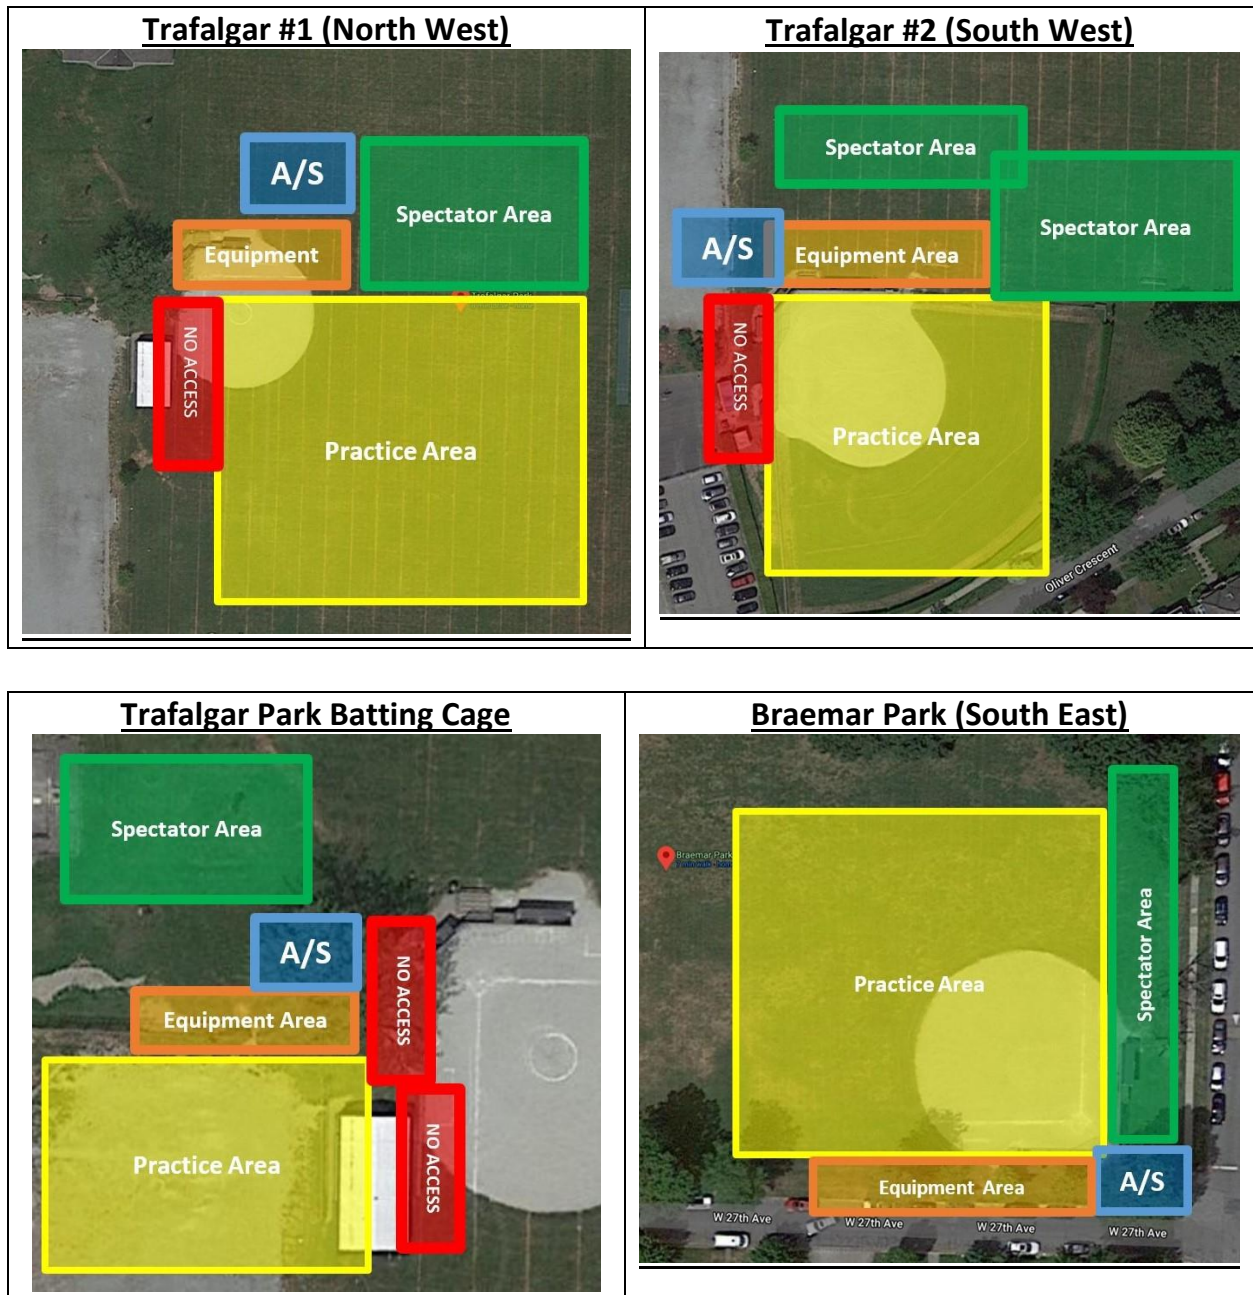 Trafalgar #1 (North West)
A/S
Spectator Area
Equipment
Trafalgar Park
NO ACCESS
Practice Area
Trafalgar #2 (South West)
Spectator Area
Spectator Area
A/S
Equipment Area
NO ACCESS
Practice Area
Oliver Crescent
Trafalgar Park Batting Cage
Spectator Area
A/S
NO ACCESS
Equipment Area
NO ACCESS
Practice Area
Braemar Park (South East)
Braemar Park
Spectator Area
Practice Area
Equipment Area
A/S
W 27th Ave
W 27th Ave
W 27th Ave
W 27th Ave